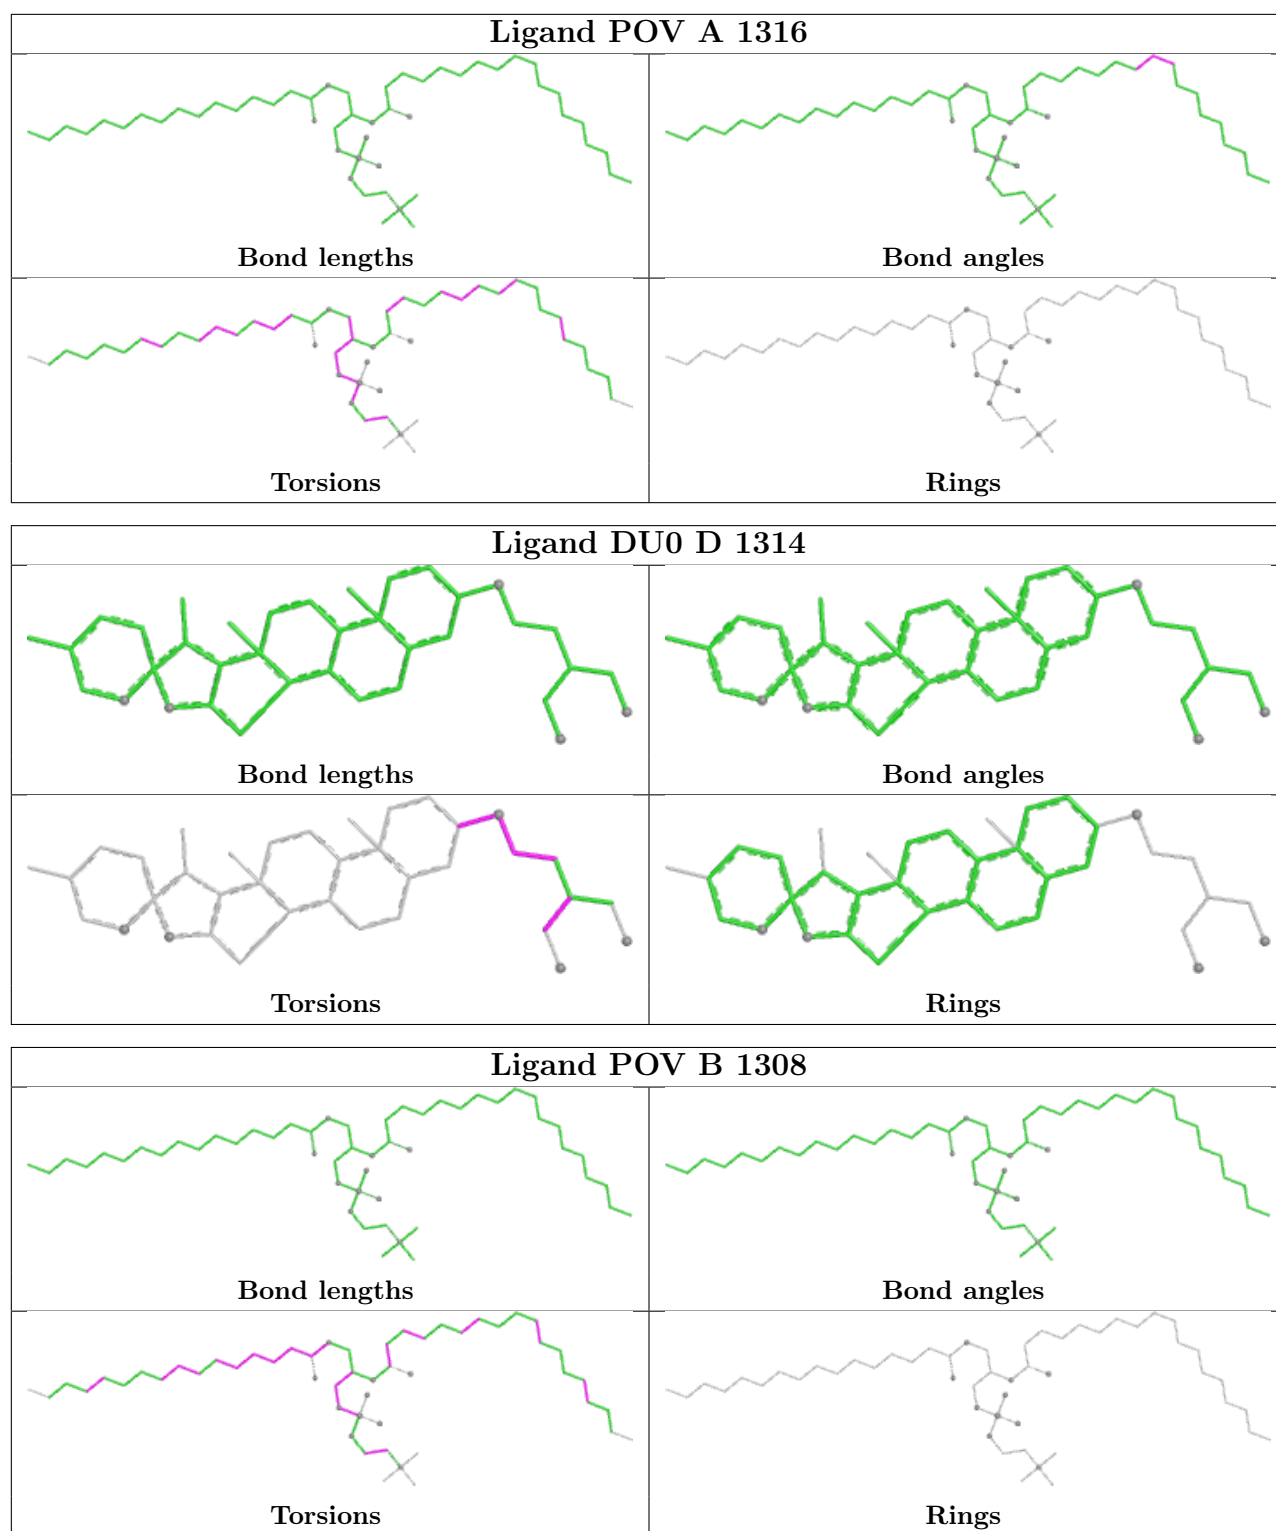 Ligand POV A 1316
Bond lengths
Bond angles
Torsions
Rings
Ligand DU0 D 1314
Bond lengths
Bond angles
Torsions
Rings
Ligand POV B 1308
Bond lengths
Bond angles
Torsions
Rings